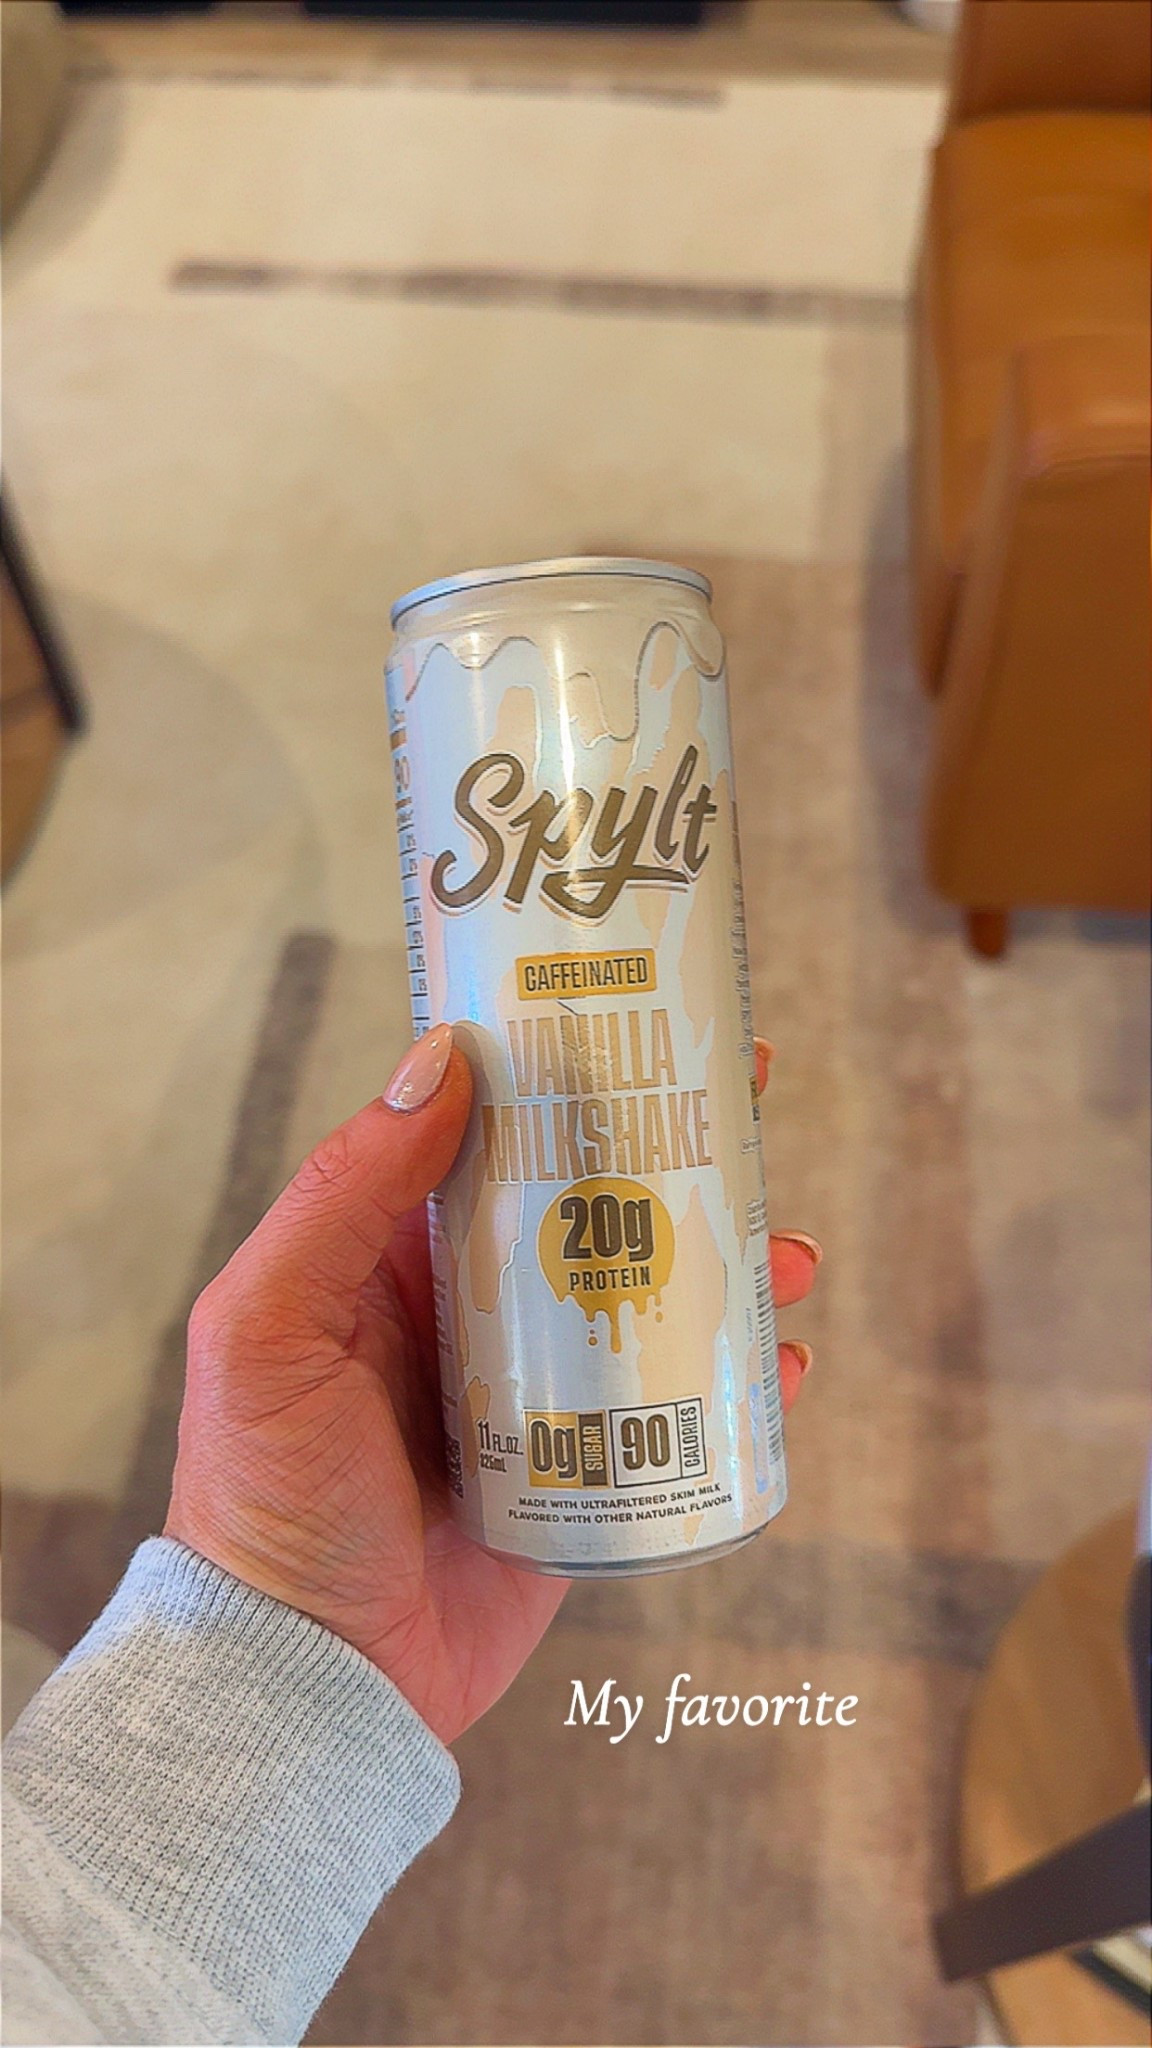 Spylt
CAFFEINATED
VANILLA
MILKSHAKE
20g
PROTEIN
11 FL.OZ.
325mL
0g SUGAR
90 CALORIES
MADE WITH ULTRAFILTERED SKIM MILK
FLAVORED WITH OTHER NATURAL FLAVORS
My favorite